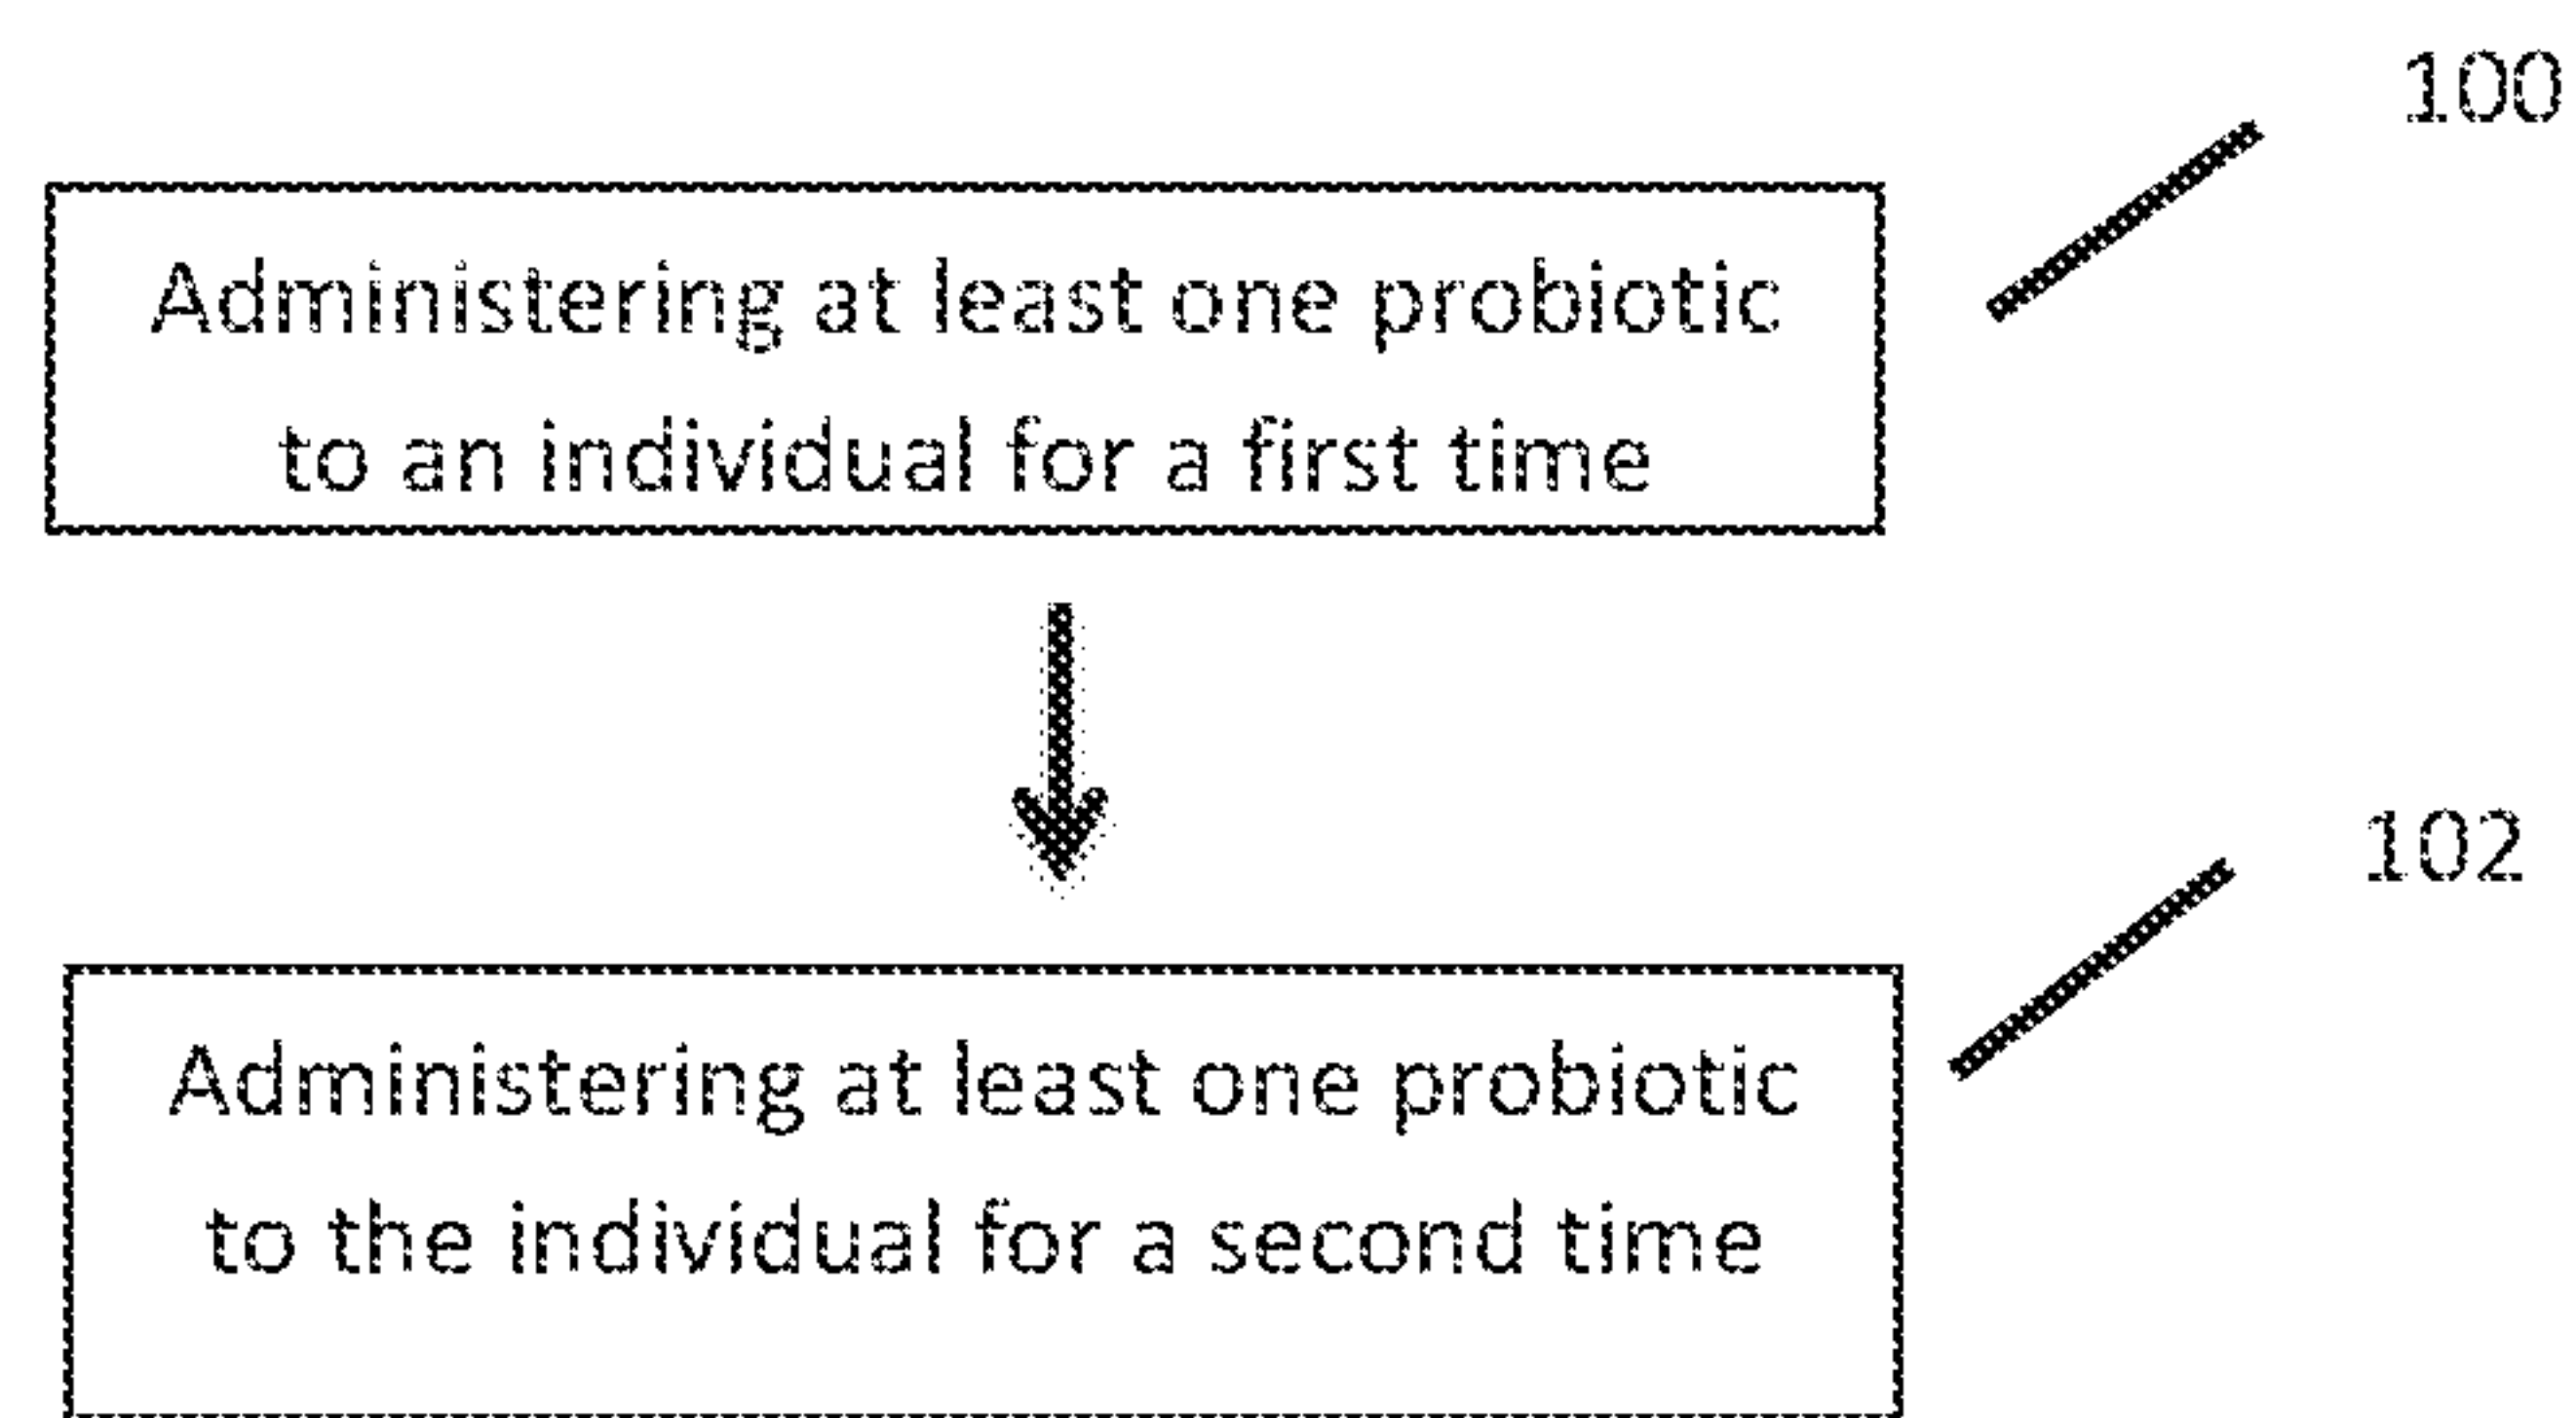 100
Administering at least one probiotic
to an individual for a first time
102
Administering at least one probiotic
to the individual for a second time